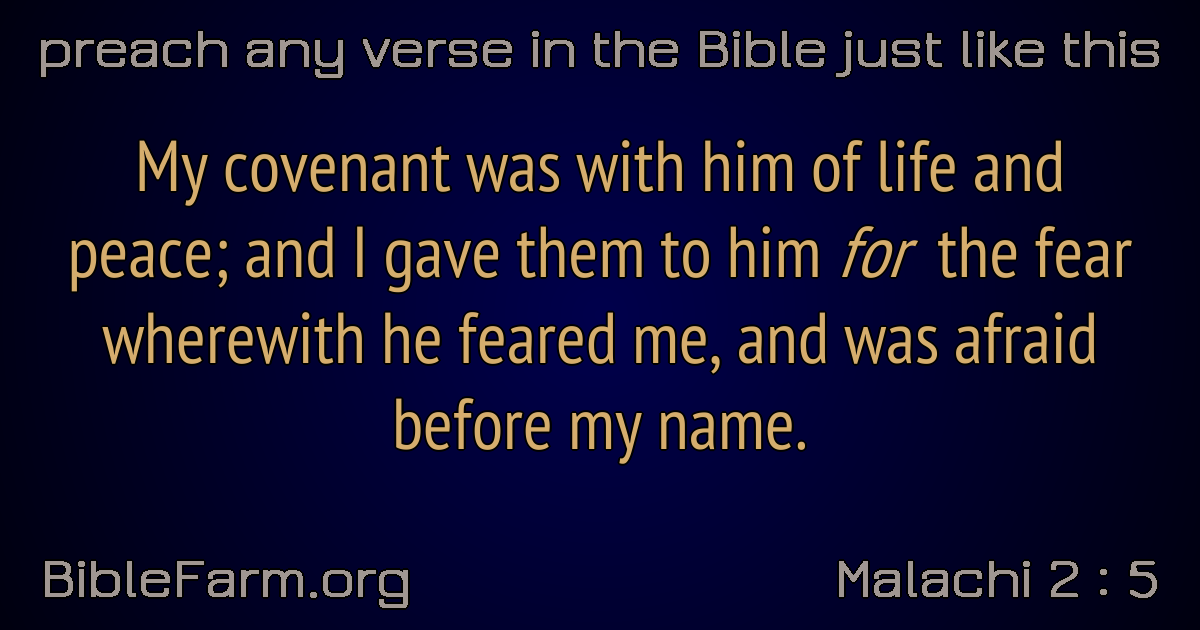 preach any verse in the Bible just like this
My covenant was with him of life and
peace; and I gave them to him for the fear
wherewith he feared me, and was afraid
before my name.
BibleFarm.org
Malachi 2 : 5